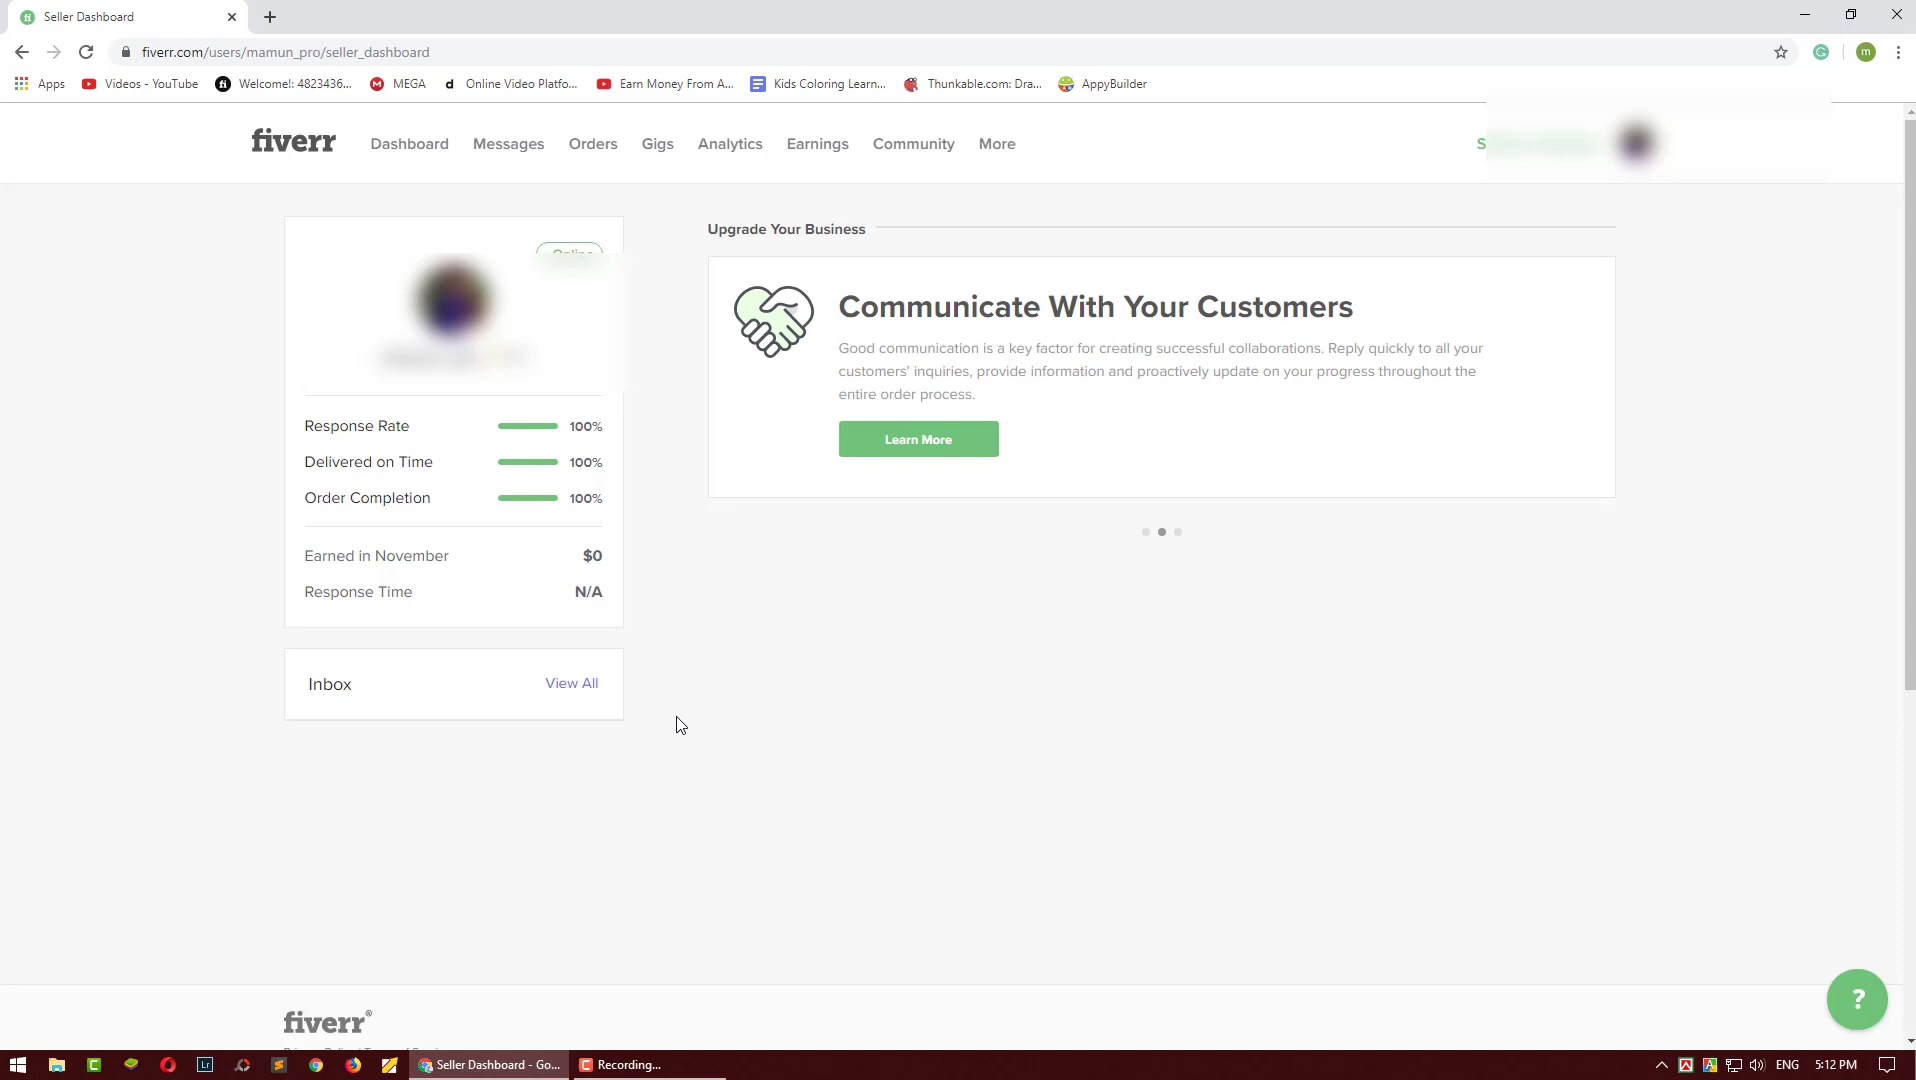 Seller Dashboard
fiverr.com/users/mamun_pro/seller_dashboard
m
Apps
Videos - YouTube
Welcome!: 4823436...
MEGA
Online Video Platfo...
Earn Money From A...
Kids Coloring Learn...
Thunkable.com: Dra...
AppyBuilder
fiverr
Dashboard
Messages
Orders
Gigs
Analytics
Earnings
Community
More
Online
Response Rate 100%
Delivered on Time 100%
Order Completion 100%
Earned in November $0
Response Time N/A
Inbox View All
Upgrade Your Business
Communicate With Your Customers
Good communication is a key factor for creating successful collaborations. Reply quickly to all your
customers' inquiries, provide information and proactively update on your progress throughout the
entire order process.
Learn More
?
fiverr®
Seller Dashboard - Go...
Recording...
ENG
5:12 PM